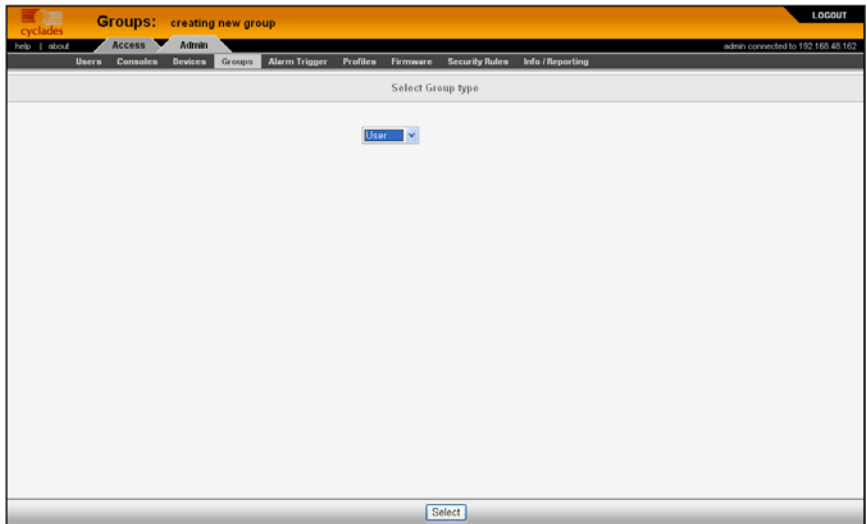 LOGOUT
Groups: creating new group
cyclades
help | about Access Admin admin connected to 192.168.48.162
Users Consoles Devices Groups Alarm Trigger Profiles Firmware Security Rules Info / Reporting
Select Group type
User
Select